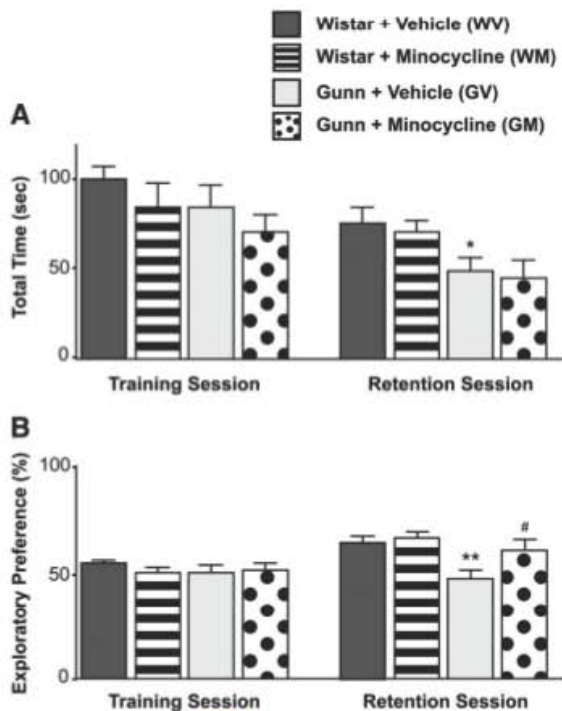 Wistar + Vehicle (WV)
Wistar + Minocycline (WM)
Gunn + Vehicle (GV)
Gunn + Minocycline (GM)
A
Total Time (sec)
100
50
0
*
Training Session
Retention Session
B
Exploratory Preference (%)
100
50
0
**
#
Training Session
Retention Session